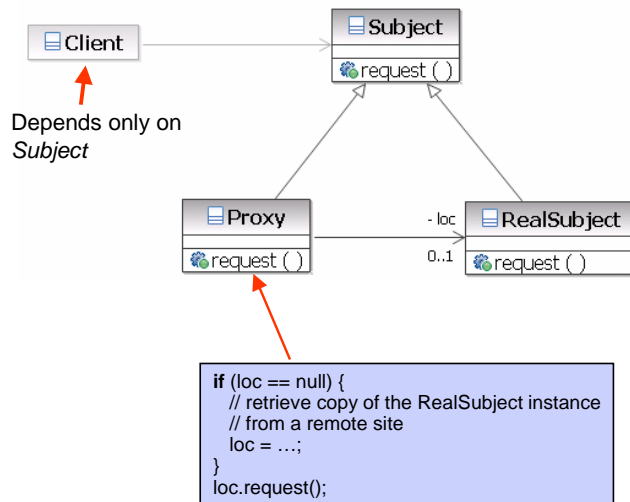 Client
Subject
request ( )
Depends only on
Subject
Proxy
request ( )
- loc
0..1
RealSubject
request ( )
if (loc == null) {
// retrieve copy of the RealSubject instance
// from a remote site
loc = …;
}
loc.request();